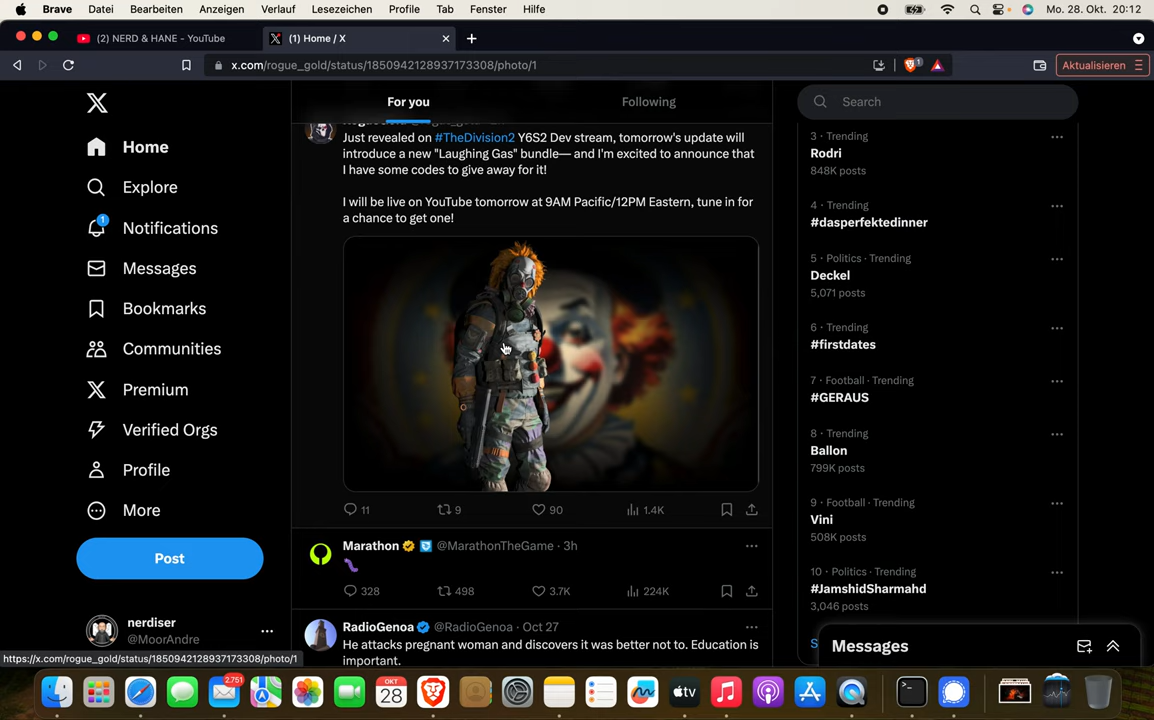 Brave Datei Bearbeiten Anzeigen Verlauf Lesezeichen Profile Tab Fenster Hilfe Mo. 28. Okt. 20:12
(2) NERD & HANE - YouTube
(1) Home / X
x.com/rogue_gold/status/1850942128937173308/photo/1
1
Aktualisieren
Home
Explore
1
Notifications
Messages
Bookmarks
Communities
Premium
Verified Orgs
Profile
More
Post
nerdiser
@MoorAndre
For you
Following
Just revealed on #TheDivision2 Y6S2 Dev stream, tomorrow's update will
introduce a new "Laughing Gas" bundle— and I'm excited to announce that
I have some codes to give away for it!
I will be live on YouTube tomorrow at 9AM Pacific/12PM Eastern, tune in for
a chance to get one!
11 9 90 1.4K
Marathon @MarathonTheGame · 3h
328 498 3.7K 224K
RadioGenoa @RadioGenoa · Oct 27
He attacks pregnant woman and discovers it was better not to. Education is
important.
Search
3 · Trending
Rodri
848K posts
4 · Trending
#dasperfektedinner
5 · Politics · Trending
Deckel
5,071 posts
6 · Trending
#firstdates
7 · Football · Trending
#GERAUS
8 · Trending
Ballon
799K posts
9 · Football · Trending
Vini
508K posts
10 · Politics · Trending
#JamshidSharmahd
3,046 posts
Messages
https://x.com/rogue_gold/status/1850942128937173308/photo/1
2.751
OKT
28
tv